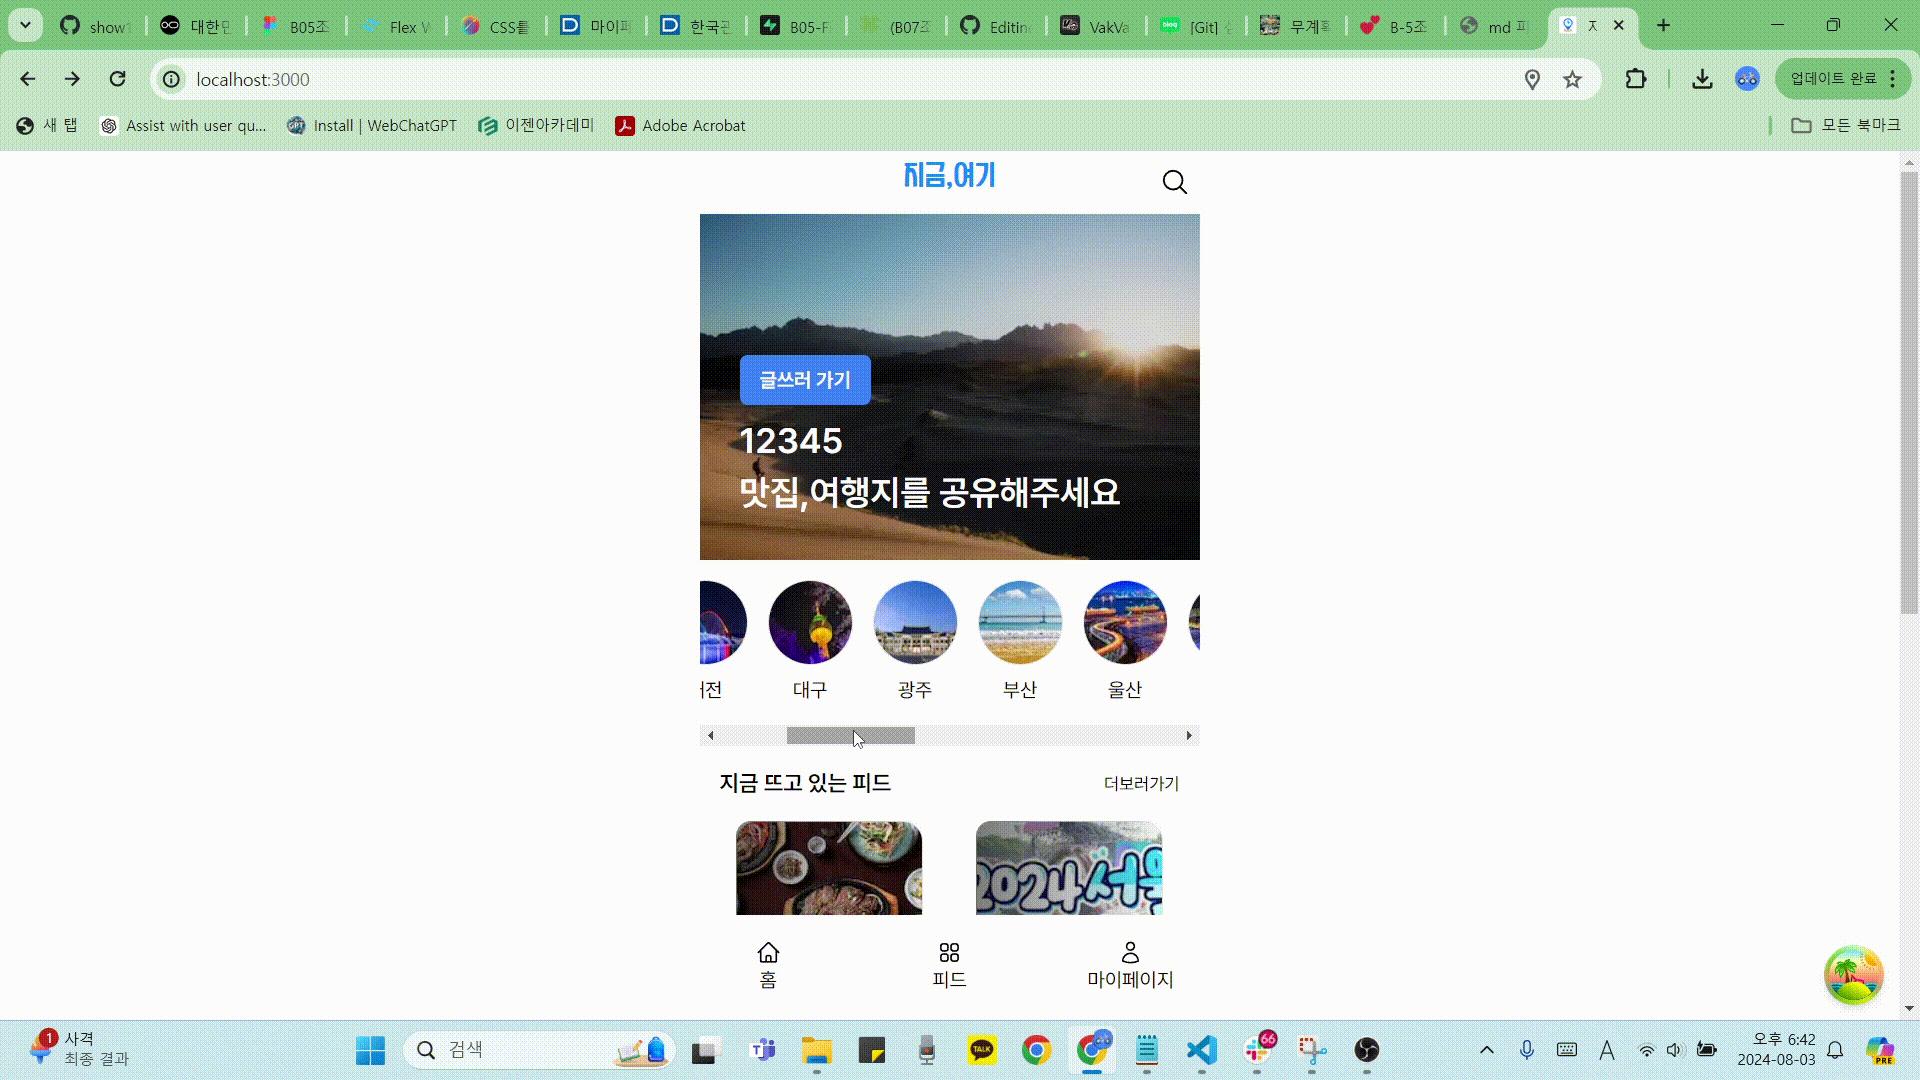 show1
대한민
B05조
Flex V
CSS를
마이페
한국관
B05-F
(B07조
Editin
VakVa
[Git]
무계획
B-5조
md 파
localhost:3000
업데이트 완료
새 탭
Assist with user qu...
Install | WebChatGPT
이젠아카데미
Adobe Acrobat
모든 북마크
지금,여기
글쓰러 가기
12345
맛집,여행지를 공유해주세요
대구
광주
부산
울산
지금 뜨고 있는 피드
더보러가기
2024서울
홈
피드
마이페이지
1
사격
최종 결과
검색
TALK
66
A
오후 6:42
2024-08-03
PRE